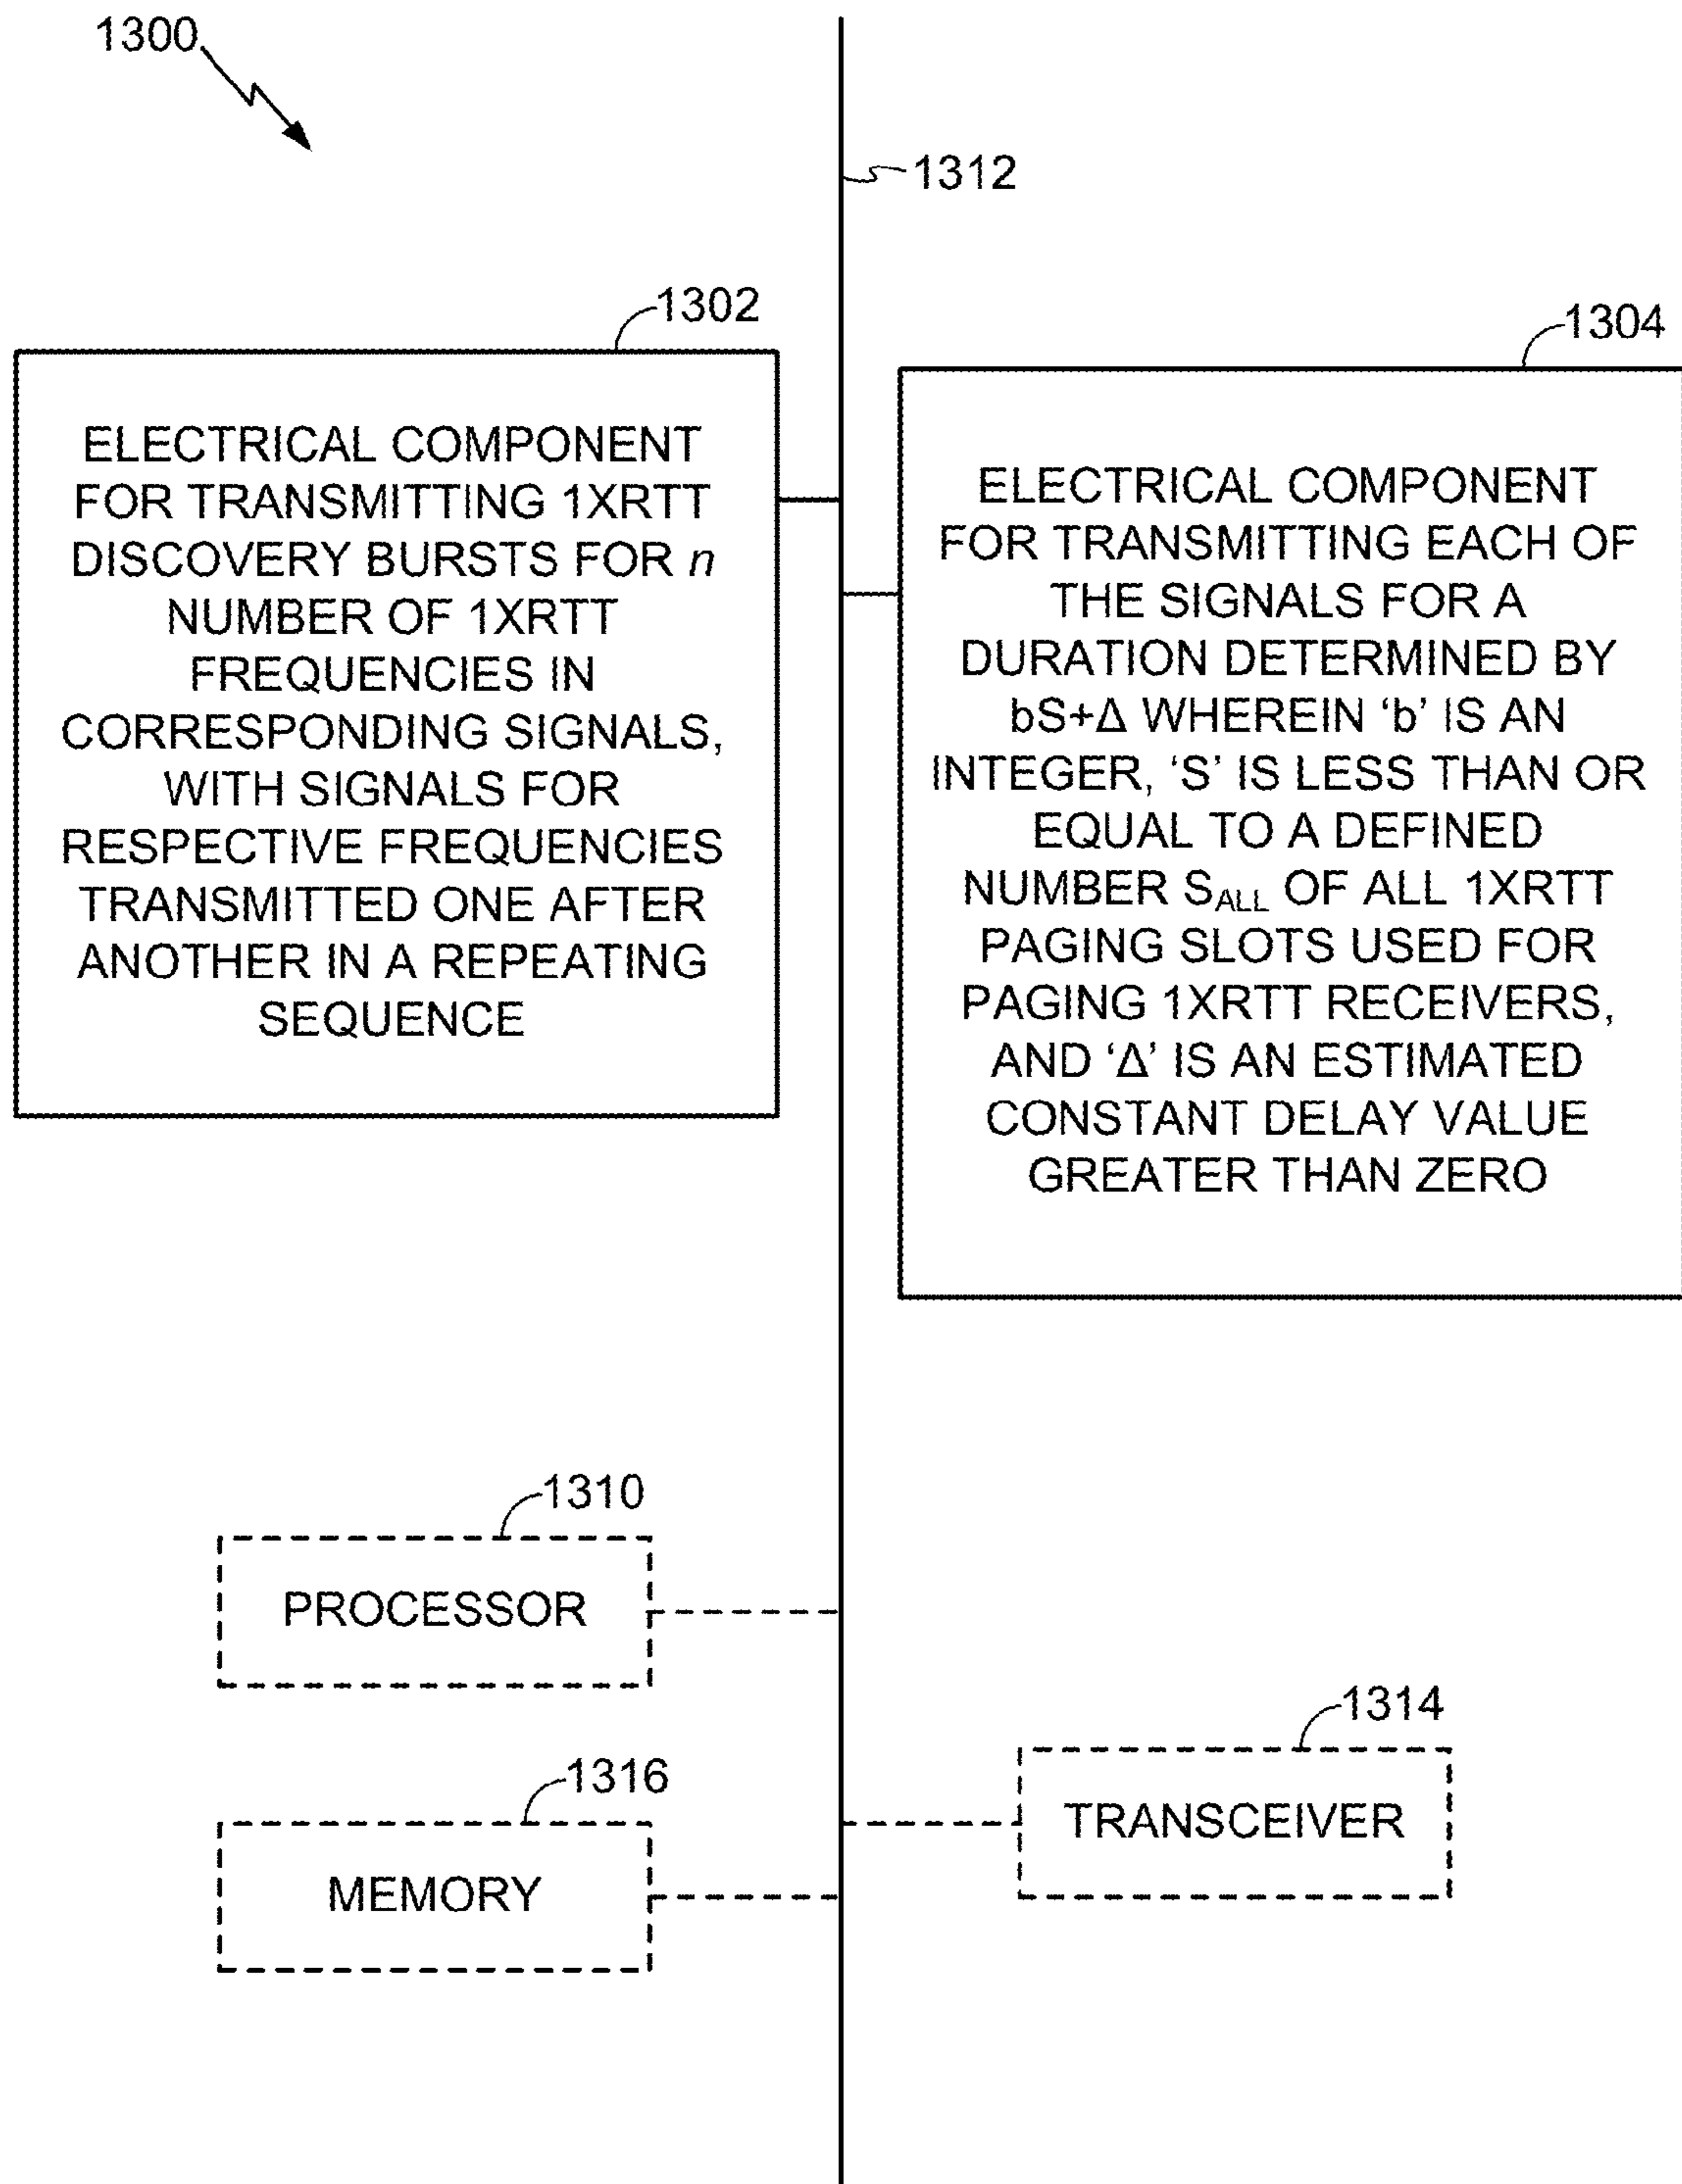 1300
1312
1302
ELECTRICAL COMPONENT
FOR TRANSMITTING 1XRTT
DISCOVERY BURSTS FOR n
NUMBER OF 1XRTT
FREQUENCIES IN
CORRESPONDING SIGNALS,
WITH SIGNALS FOR
RESPECTIVE FREQUENCIES
TRANSMITTED ONE AFTER
ANOTHER IN A REPEATING
SEQUENCE
1304
ELECTRICAL COMPONENT
FOR TRANSMITTING EACH OF
THE SIGNALS FOR A
DURATION DETERMINED BY
bS+Δ WHEREIN ‘b’ IS AN
INTEGER, ‘S’ IS LESS THAN OR
EQUAL TO A DEFINED
NUMBER SALL OF ALL 1XRTT
PAGING SLOTS USED FOR
PAGING 1XRTT RECEIVERS,
AND ‘Δ’ IS AN ESTIMATED
CONSTANT DELAY VALUE
GREATER THAN ZERO
1310
PROCESSOR
1314
TRANSCEIVER
1316
MEMORY